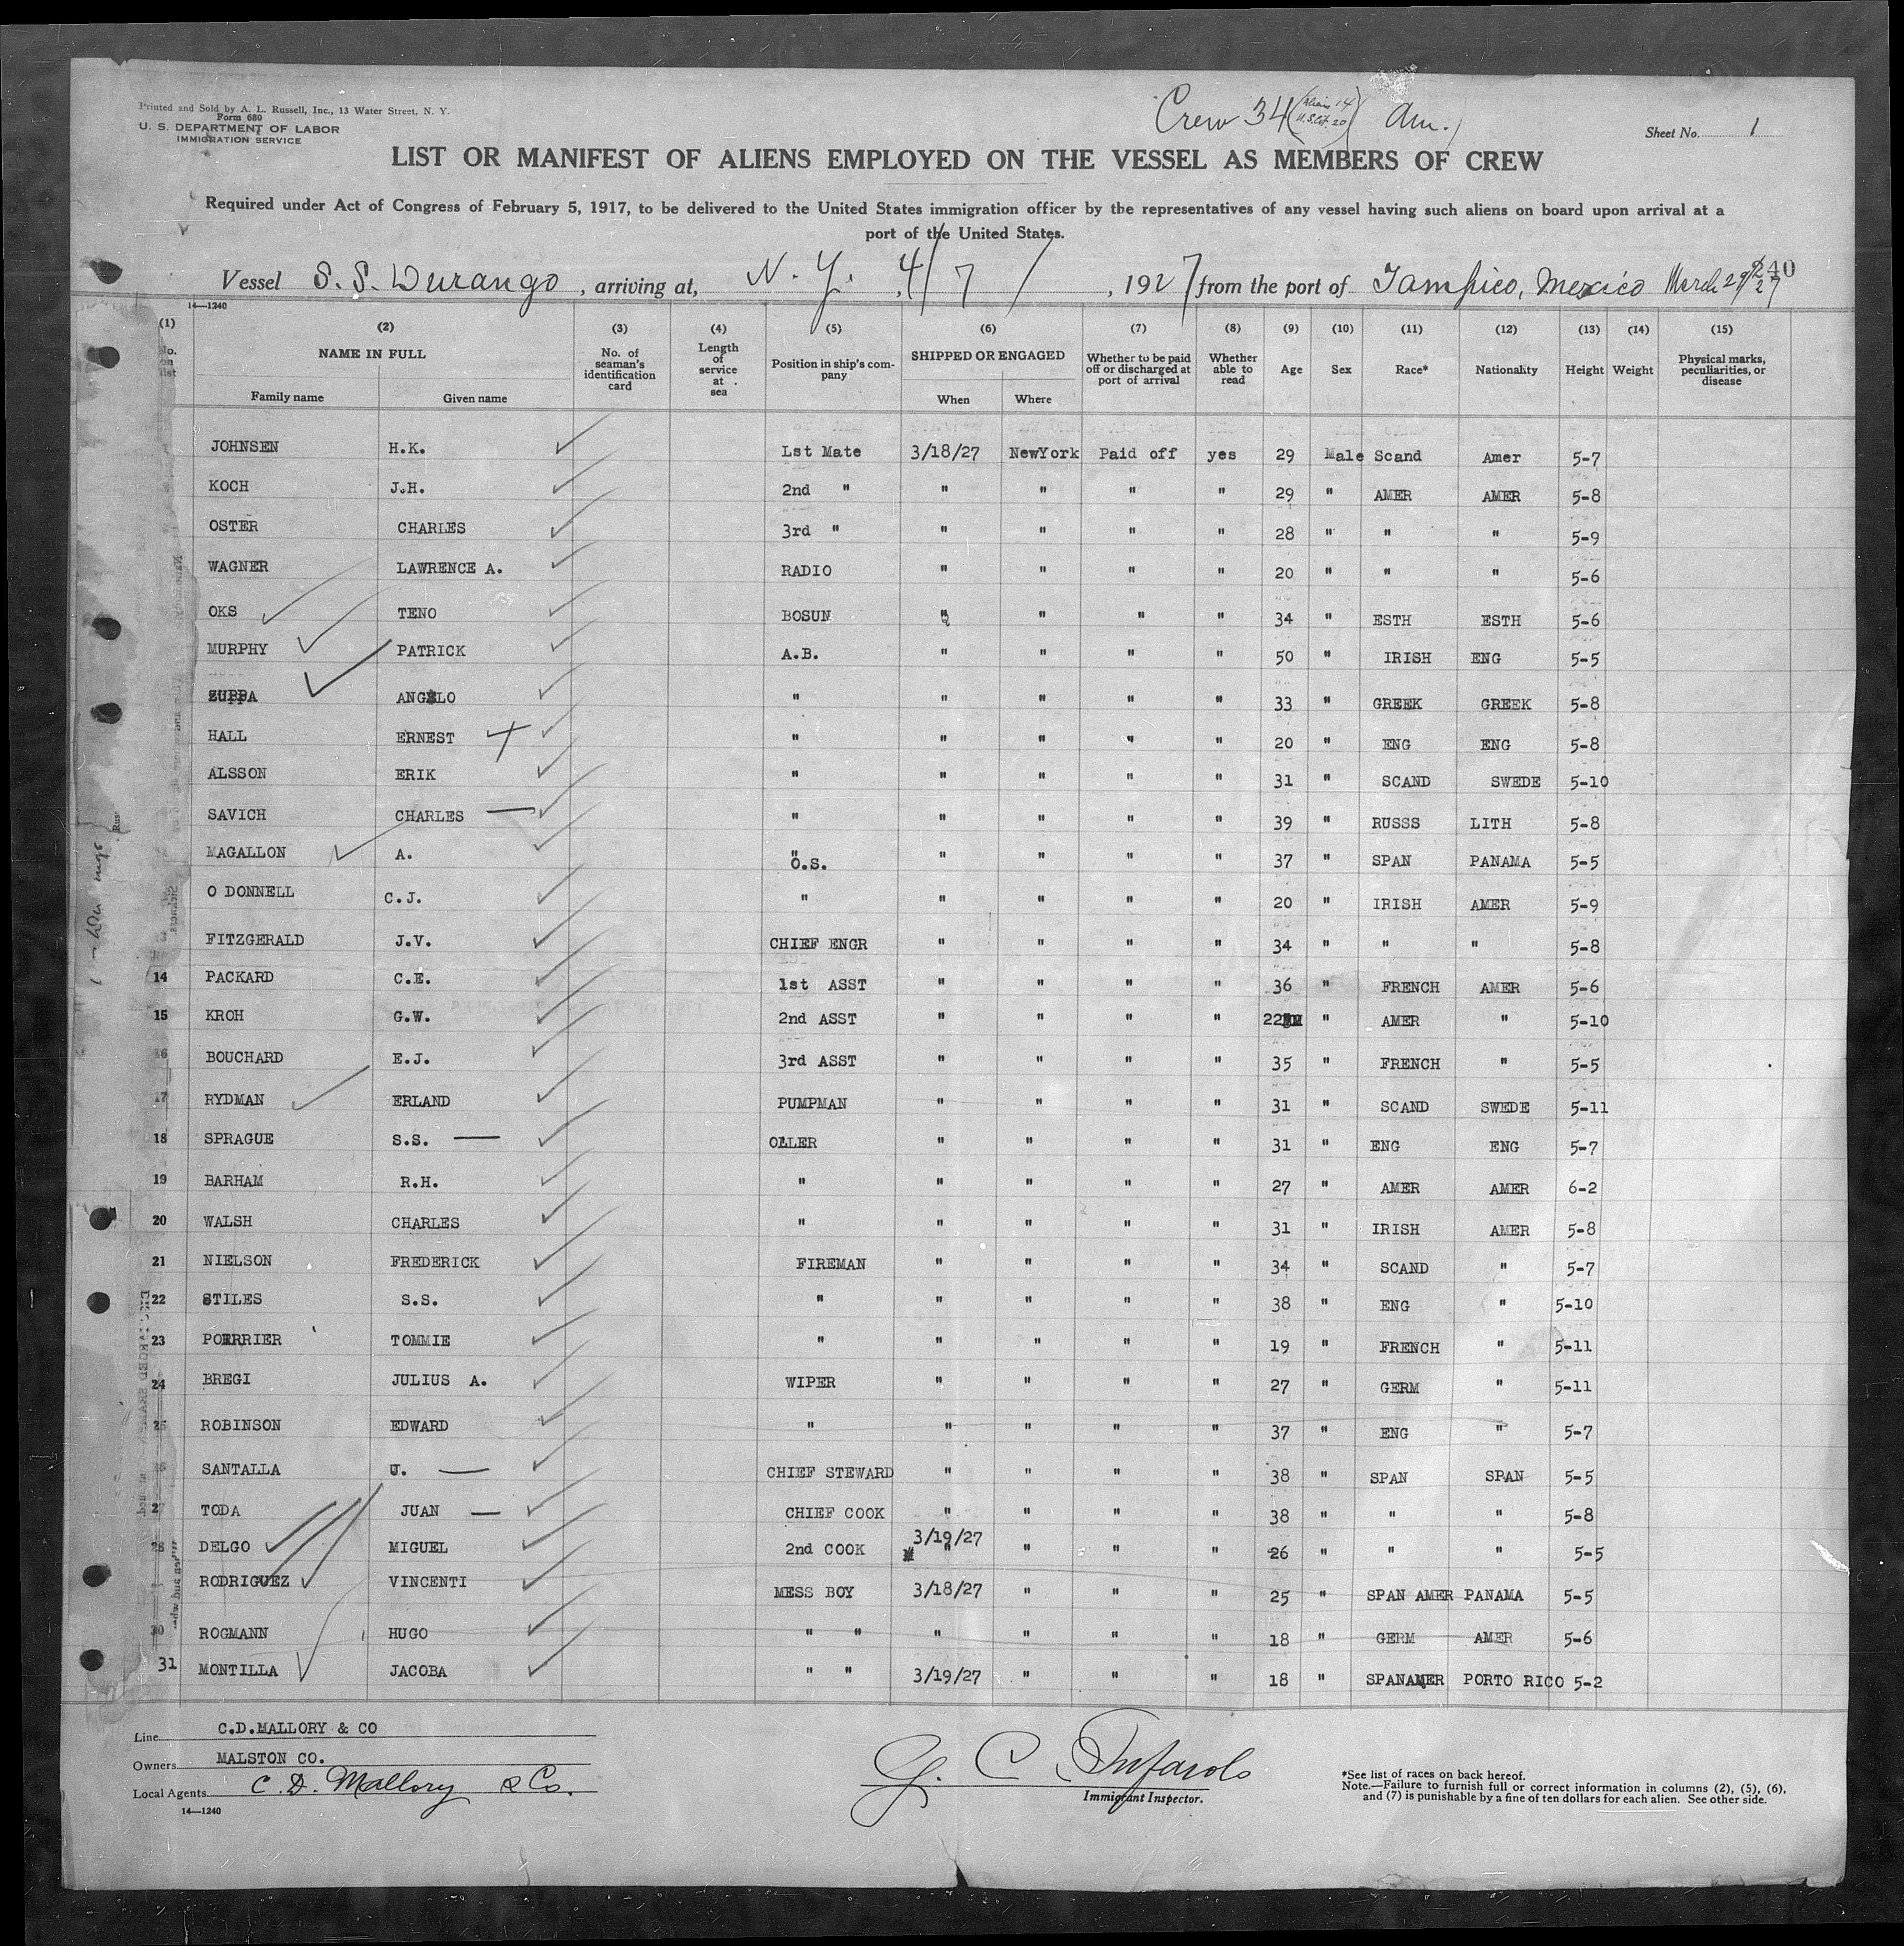 Printed and Sold by A. L. Russell, Inc., 13 Water Street, N. Y.
Form 680
U. S. DEPARTMENT OF LABOR
IMMIGRATION SERVICE
Crew 34 (Aliens 14 U.S.Cit. 20) Am.
Sheet No. 1
LIST OR MANIFEST OF ALIENS EMPLOYED ON THE VESSEL AS MEMBERS OF CREW
Required under Act of Congress of February 5, 1917, to be delivered to the United States immigration officer by the representatives of any vessel having such aliens on board upon arrival at a
port of the United States.
Vessel S. S. Durango, arriving at, N. Y. 4/7/, 1927 from the port of Tampico, Mexico March 29/27
14—1240
(1) (2) (3) (4) (5) (6) (7) (8) (9) (10) (11) (12) (13) (14) (15)
No. on list NAME IN FULL No. of seaman's identification card Length of service at sea Position in ship's company SHIPPED OR ENGAGED Whether to be paid off or discharged at port of arrival Whether able to read Age Sex Race* Nationality Height Weight Physical marks, peculiarities, or disease
Family name Given name When Where
JOHNSEN H.K. Lst Mate 3/18/27 NewYork Paid off yes 29 Male Scand Amer 5-7
KOCH J.H. 2nd " " " " " 29 " AMER AMER 5-8
OSTER CHARLES 3rd " " " " " 28 " " " 5-9
WAGNER LAWRENCE A. RADIO " " " " 20 " " " 5-6
OKS TENO BOSUN " " " " 34 " ESTH ESTH 5-6
MURPHY PATRICK A.B. " " " " 50 " IRISH ENG 5-5
ZUPPA ANGELO " " " " " 33 " GREEK GREEK 5-8
HALL ERNEST " " " " " 20 " ENG ENG 5-8
ALSSON ERIK " " " " " 31 " SCAND SWEDE 5-10
SAVICH CHARLES " " " " " 39 " RUSSS LITH 5-8
MAGALLON A. " O.S. " " " " 37 " SPAN PANAMA 5-5
O DONNELL C.J. " " " " " 20 " IRISH AMER 5-9
FITZGERALD J.V. CHIEF ENGR " " " " 34 " " " 5-8
14 PACKARD C.E. 1st ASST " " " " 36 " FRENCH AMER 5-6
15 KROH G.W. 2nd ASST " " " " 22 " AMER " 5-10
16 BOUCHARD E.J. 3rd ASST " " " " 35 " FRENCH " 5-5
17 RYDMAN ERLAND PUMPMAN " " " " 31 " SCAND SWEDE 5-11
18 SPRAGUE S.S. OLLER " " " " 31 " ENG ENG 5-7
19 BARHAM R.H. " " " " " 27 " AMER AMER 6-2
20 WALSH CHARLES " " " " " 31 " IRISH AMER 5-8
21 NIELSON FREDERICK FIREMAN " " " " 34 " SCAND " 5-7
22 STILES S.S. " " " " " 38 " ENG " 5-10
23 POERRIER TOMMIE " " " " " 19 " FRENCH " 5-11
24 BREGI JULIUS A. WIPER " " " " 27 " GERM " 5-11
25 ROBINSON EDWARD " " " " " 37 " ENG " 5-7
26 SANTALLA J. CHIEF STEWARD " " " " 38 " SPAN SPAN 5-5
27 TODA JUAN CHIEF COOK " " " " 38 " " " 5-8
28 DELGO MIGUEL 2nd COOK 3/19/27 " " " 26 " " " 5-5
RODRIGUEZ VINCENTI MESS BOY 3/18/27 " " " 25 " SPAN AMER PANAMA 5-5
30 ROGMANN HUGO " " " " " " 18 " GERM AMER 5-6
31 MONTILLA JACOBA " " 3/19/27 " " " 18 " SPANAMER PORTO RICO 5-2
Line C.D.MALLORY & CO
Owners MALSTON CO.
Local Agents C. D. Mallory & Co.
14—1240
Immigrant Inspector.
*See list of races on back hereof.
Note.—Failure to furnish full or correct information in columns (2), (5), (6),
and (7) is punishable by a fine of ten dollars for each alien. See other side.